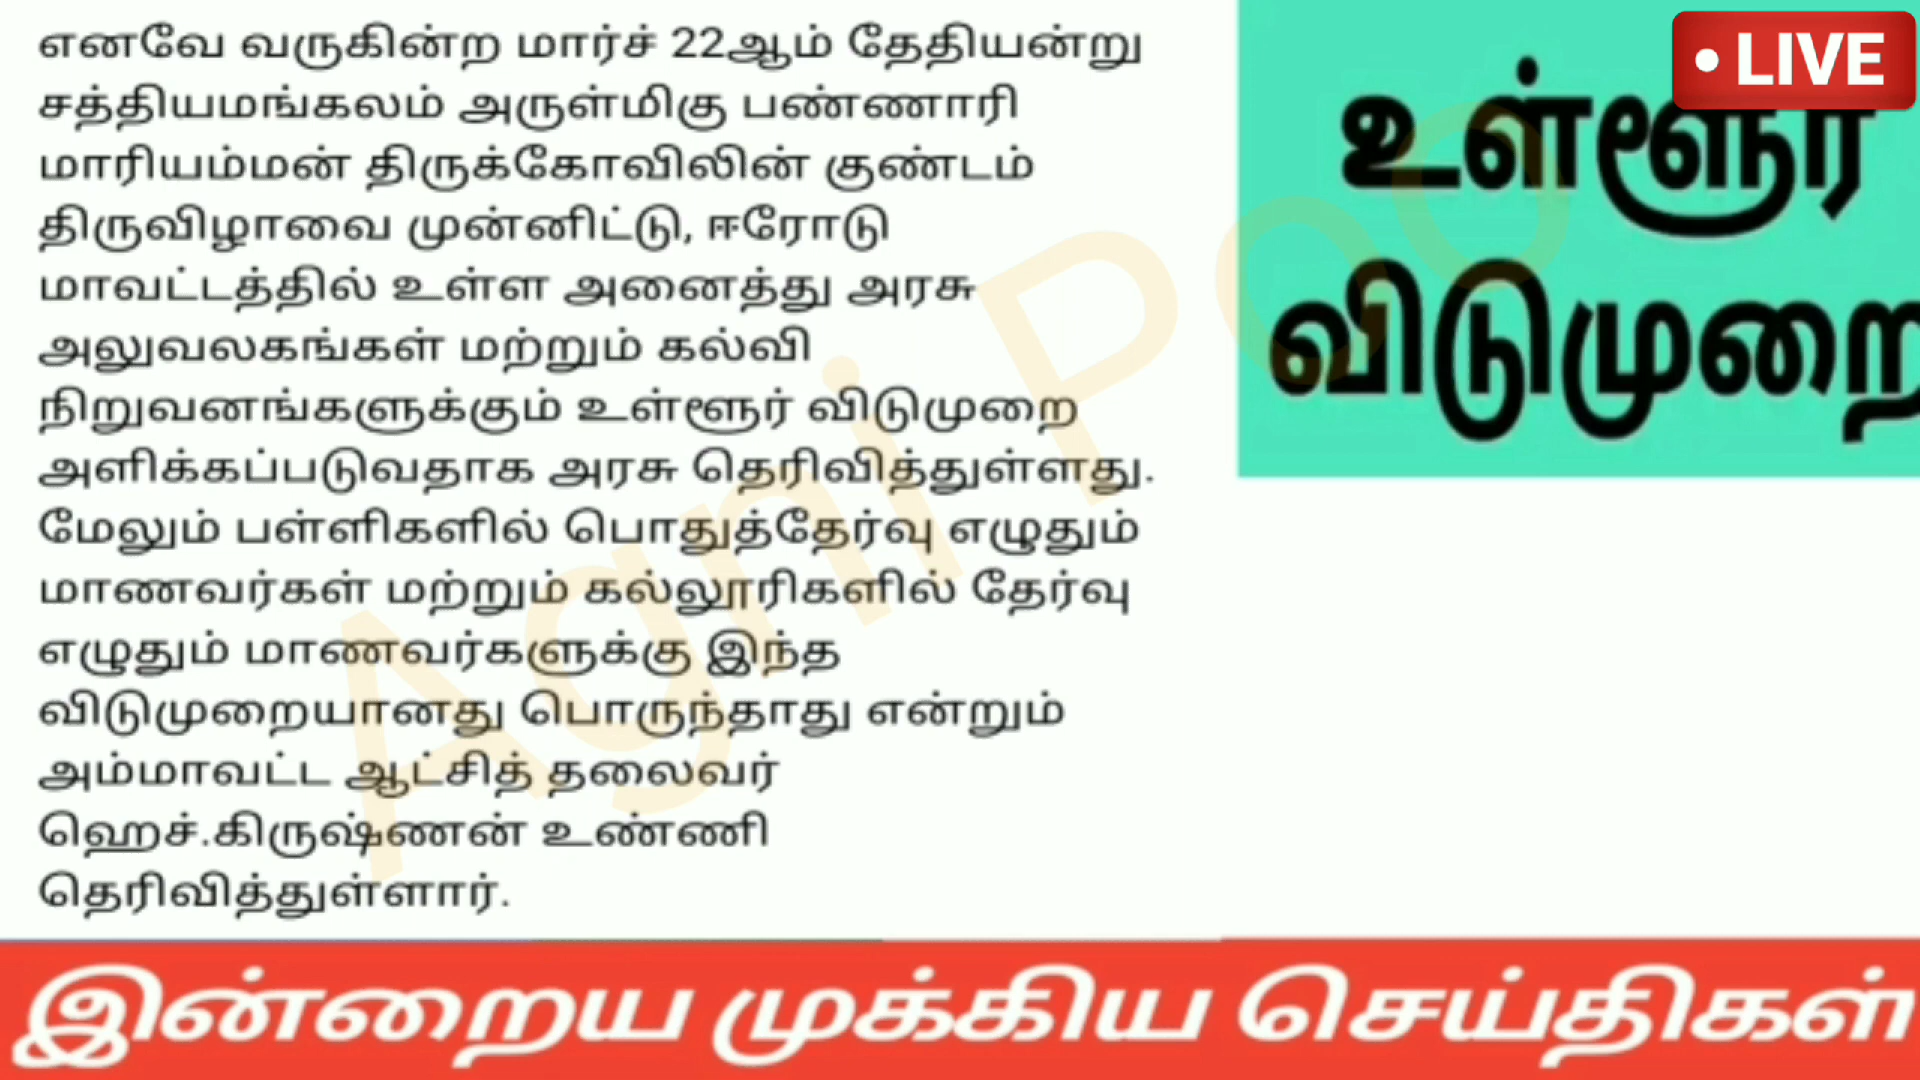 எனவே வருகின்ற மார்ச் 22ஆம் தேதியன்று
சத்தியமங்கலம் அருள்மிகு பண்ணாரி
மாரியம்மன் திருக்கோவிலின் குண்டம்
திருவிழாவை முன்னிட்டு, ஈரோடு
மாவட்டத்தில் உள்ள அனைத்து அரசு
அலுவலகங்கள் மற்றும் கல்வி
நிறுவனங்களுக்கும் உள்ளூர் விடுமுறை
அளிக்கப்படுவதாக அரசு தெரிவித்துள்ளது.
மேலும் பள்ளிகளில் பொதுத்தேர்வு எழுதும்
மாணவர்கள் மற்றும் கல்லூரிகளில் தேர்வு
எழுதும் மாணவர்களுக்கு இந்த
விடுமுறையானது பொருந்தாது என்றும்
அம்மாவட்ட ஆட்சித் தலைவர்
ஹெச்.கிருஷ்ணன் உண்ணி
தெரிவித்துள்ளார்.
• LIVE
உள்ளூர்
விடுமுறை
Agni Poo
இன்றைய முக்கிய செய்திகள்